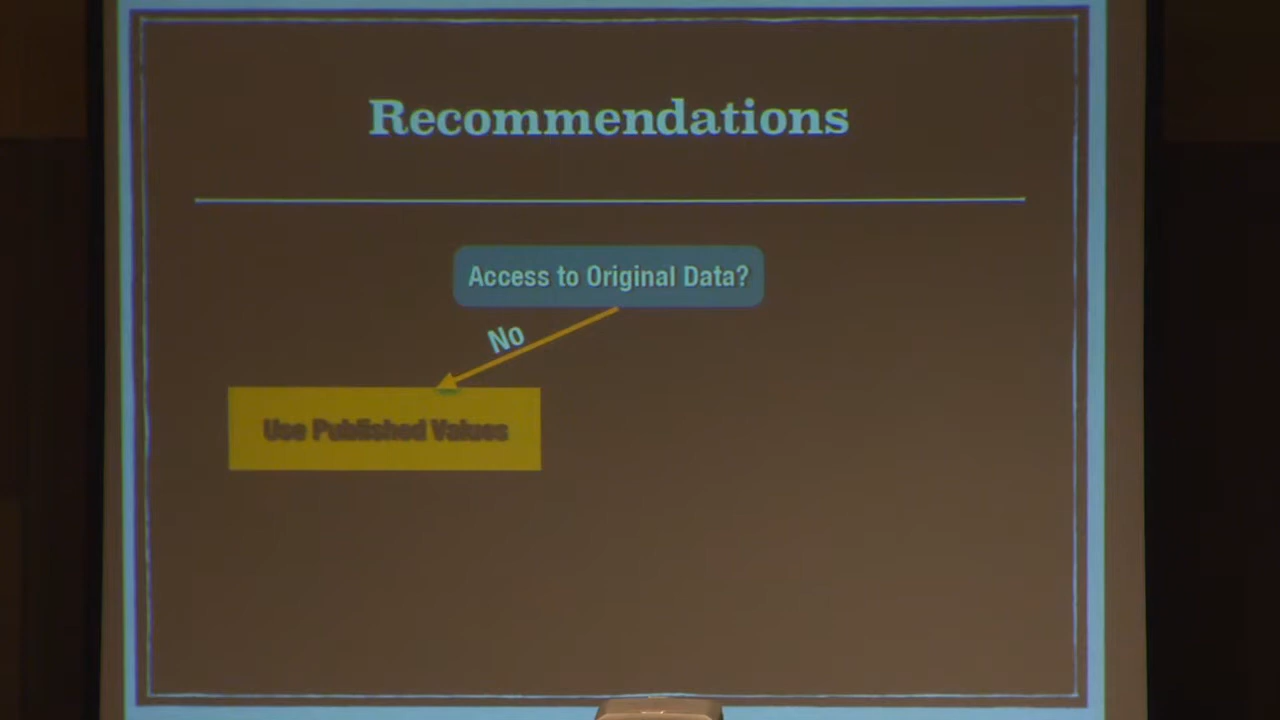 Recommendations
Access to Original Data?
No
Use Published Values